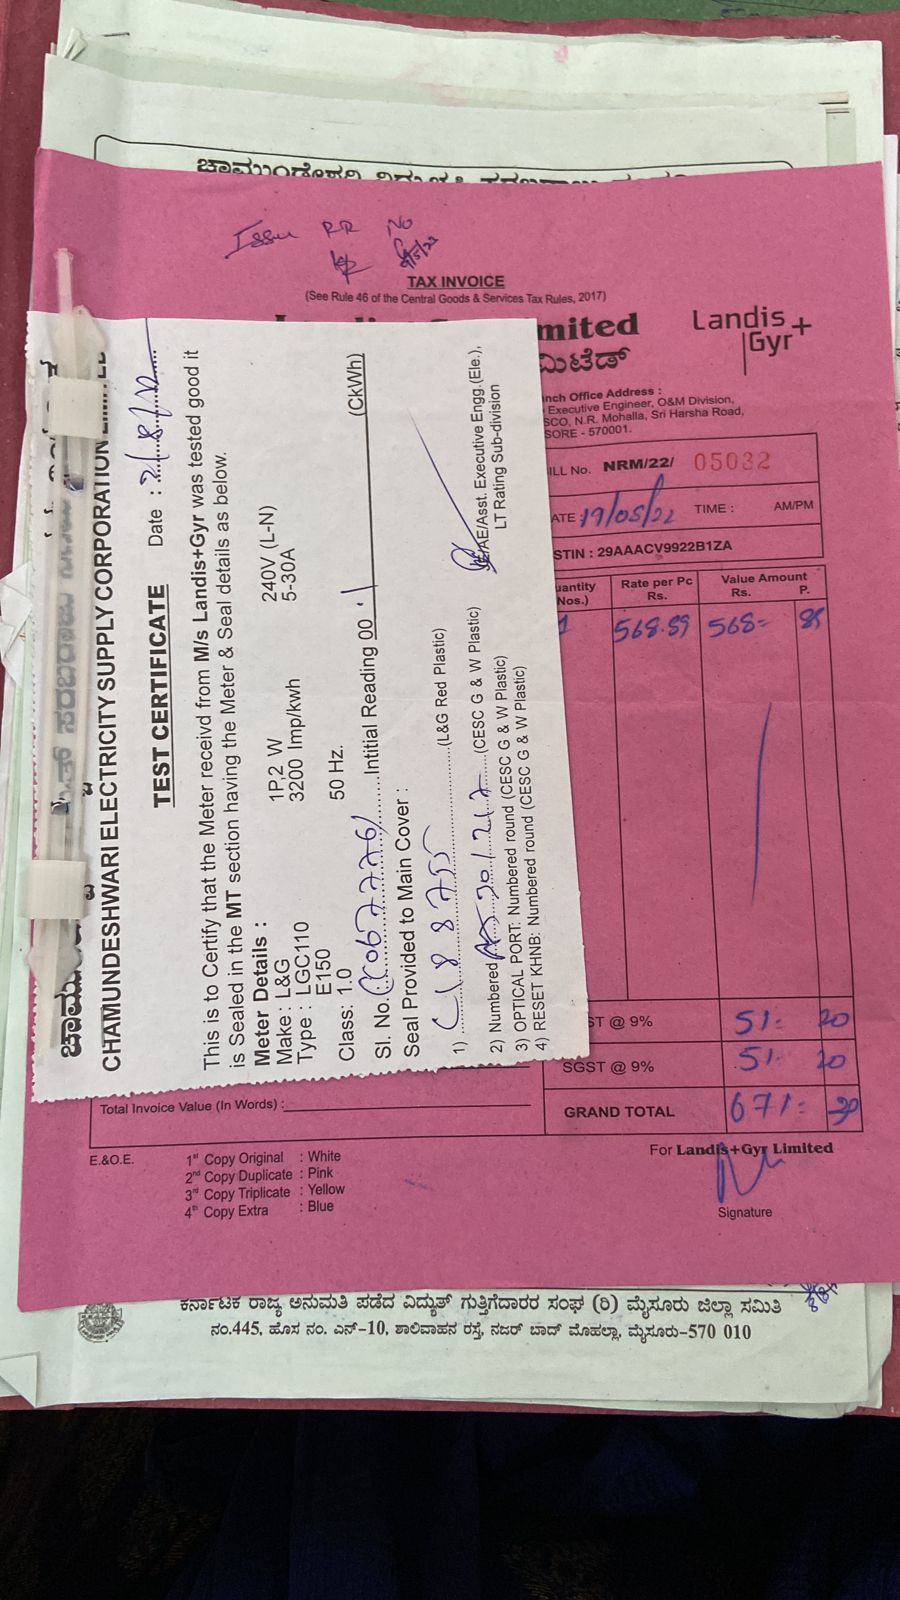 ಚಾಮುಂಡೇಶ್ವರಿ
Issue RR No
TAX INVOICE
(See Rule 46 of the Central Goods & Services Tax Rules, 2017)
mited
ಮಿಟೆಡ್
Landis
Gyr+
nch Office Address :
Executive Engineer, O&M Division,
SCO, N.R. Mohalla, Sri Harsha Road,
SORE - 570001.
ILL No. NRM/22/ 05032
ATE : 19/05/22 TIME : AM/PM
STIN : 29AAACV9922B1ZA
uantity
Nos.)
Rate per Pc
Rs.
Value Amount
Rs. P.
1 568.89 568=
ST @ 9% 51- 20
SGST @ 9% 51- 20
GRAND TOTAL 671=
Total Invoice Value (In Words) :
E.&O.E.
1st Copy Original : White
2nd Copy Duplicate : Pink
3rd Copy Triplicate : Yellow
4th Copy Extra : Blue
For Landis+Gyr Limited
Signature
CHAMUNDESHWARI ELECTRICITY SUPPLY CORPORATION LIMITED
TEST CERTIFICATE
Date :
This is to Certify that the Meter receivd from M/s Landis+Gyr was tested good it
is Sealed in the MT section having the Meter & Seal details as below.
Meter Details :
Make : L&G 1P,2 W 240V (L-N)
Type : LGC110 3200 Imp/kwh 5-30A
E150
Class: 1.0 50 Hz.
Sl. No. Intitial Reading 00 (CkWh)
Seal Provided to Main Cover :
1) (L&G Red Plastic)
2) Numbered (CESC G & W Plastic)
3) OPTICAL PORT: Numbered round (CESC G & W Plastic)
4) RESET KHNB: Numbered round (CESC G & W Plastic)
AE/Asst. Executive Engg.(Ele.),
LT Rating Sub-division
ಕರ್ನಾಟಕ ರಾಜ್ಯ ಅನುಮತಿ ಪಡೆದ ವಿದ್ಯುತ್ ಗುತ್ತಿಗೆದಾರರ ಸಂಘ (ರಿ) ಮೈಸೂರು ಜಿಲ್ಲಾ ಸಮಿತಿ
ನಂ.445, ಹೊಸ ನಂ. ಎನ್-10, ಶಾಲಿವಾಹನ ರಸ್ತೆ, ನಜರ್ ಬಾದ್ ಮೊಹಲ್ಲಾ, ಮೈಸೂರು-570 010